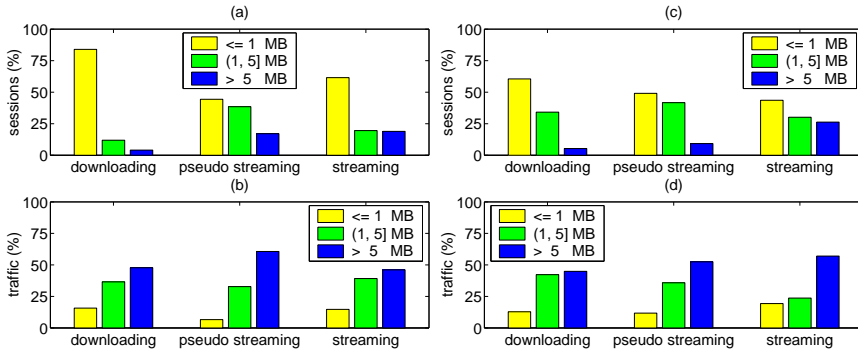 (a)
100
75
50
25
0
sessions (%)
<= 1 MB
(1, 5] MB
> 5 MB
downloading pseudo streaming streaming
(b)
100
75
50
25
0
traffic (%)
<= 1 MB
(1, 5] MB
> 5 MB
downloading pseudo streaming streaming
(c)
100
75
50
25
0
sessions (%)
<= 1 MB
(1, 5] MB
> 5 MB
downloading pseudo streaming streaming
(d)
100
75
50
25
0
traffic (%)
<= 1 MB
(1, 5] MB
> 5 MB
downloading pseudo streaming streaming